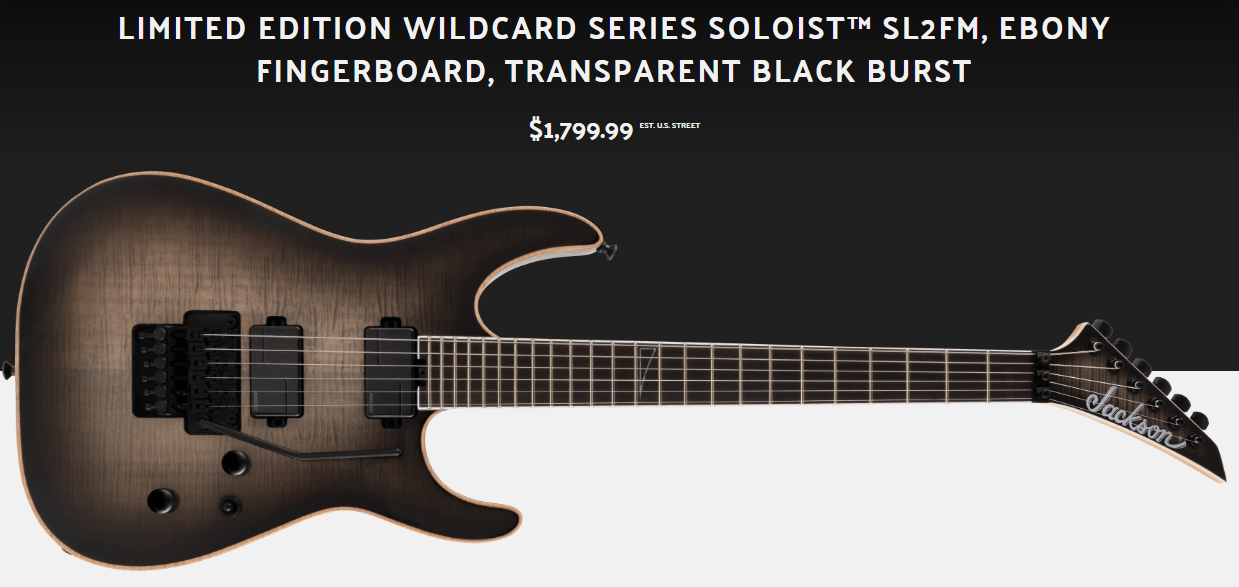 LIMITED EDITION WILDCARD SERIES SOLOIST™ SL2FM, EBONY
FINGERBOARD, TRANSPARENT BLACK BURST
$1,799.99 EST. U.S. STREET
Jackson